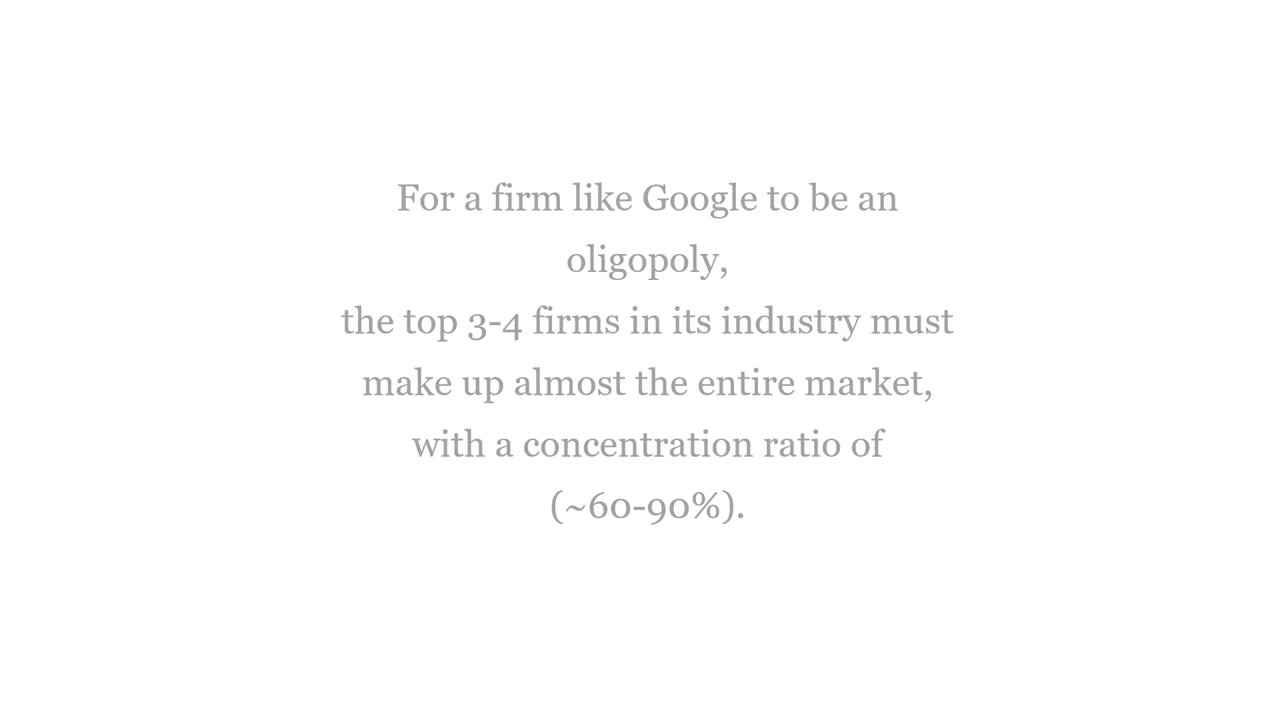 For a firm like Google to be an
oligopoly,
the top 3-4 firms in its industry must
make up almost the entire market,
with a concentration ratio of
(~60-90%).